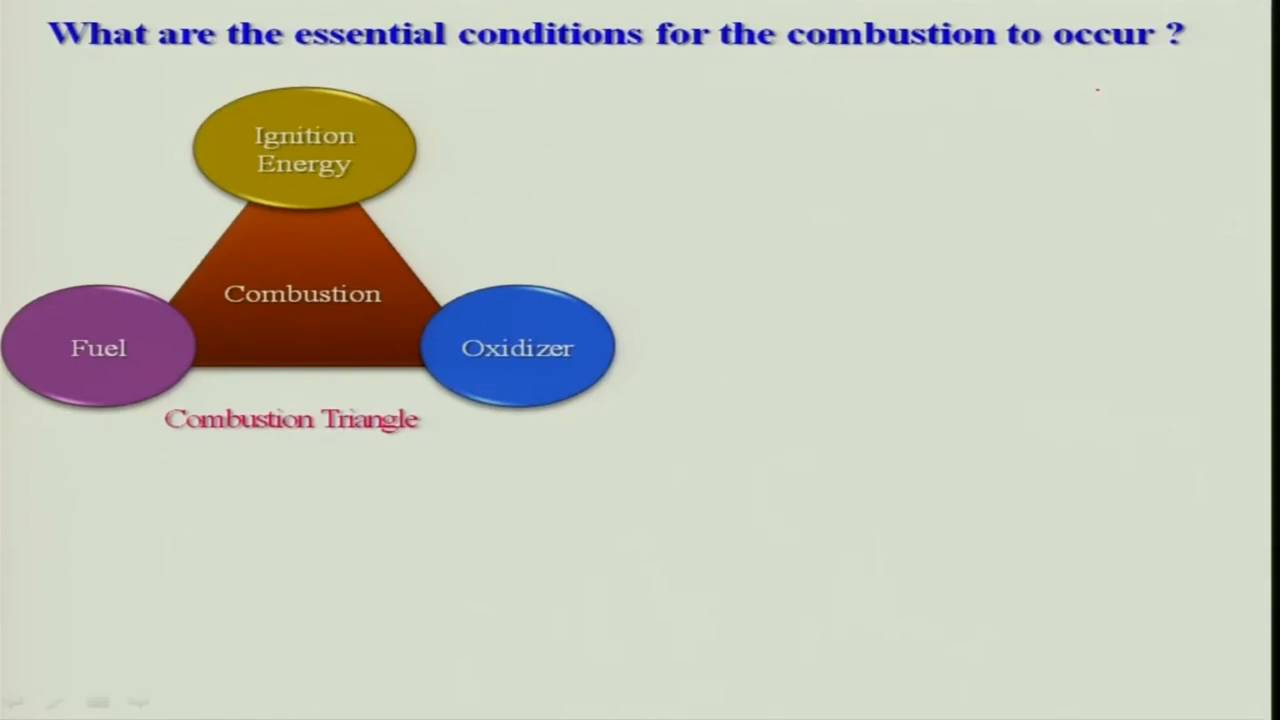 What are the essential conditions for the combustion to occur ?
Ignition
Energy
Combustion
Fuel
Oxidizer
Combustion Triangle